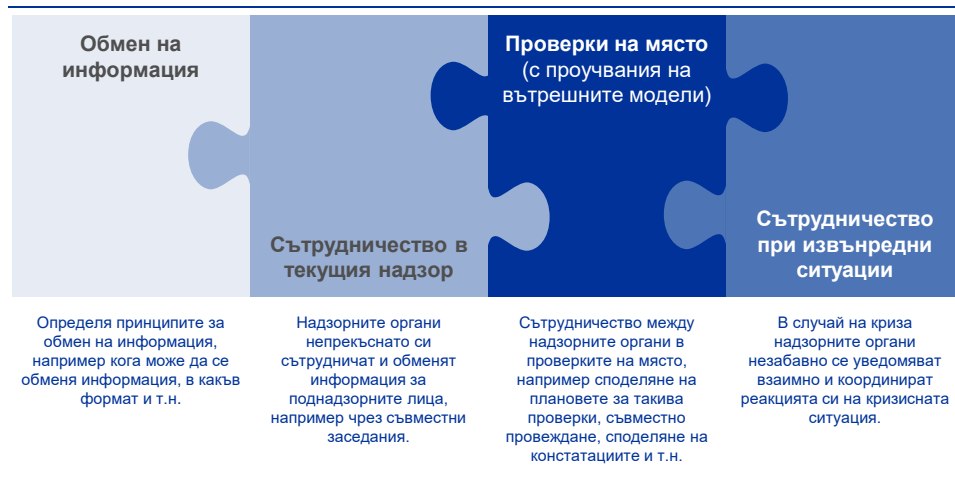 Обмен на
информация
Сътрудничество в
текущия надзор
Проверки на място
(с проучвания на
вътрешните модели)
Сътрудничество
при извънредни
ситуации
Определя принципите за
обмен на информация,
например кога може да се
обменя информация, в какъв
формат и т.н.
Надзорните органи
непрекъснато си
сътрудничат и обменят
информация за
поднадзорните лица,
например чрез съвместни
заседания.
Сътрудничество между
надзорните органи в
проверките на място,
например споделяне на
плановете за такива
проверки, съвместно
провеждане, споделяне на
констатациите и т.н.
В случай на криза
надзорните органи
незабавно се уведомяват
взаимно и координират
реакцията си на кризисната
ситуация.